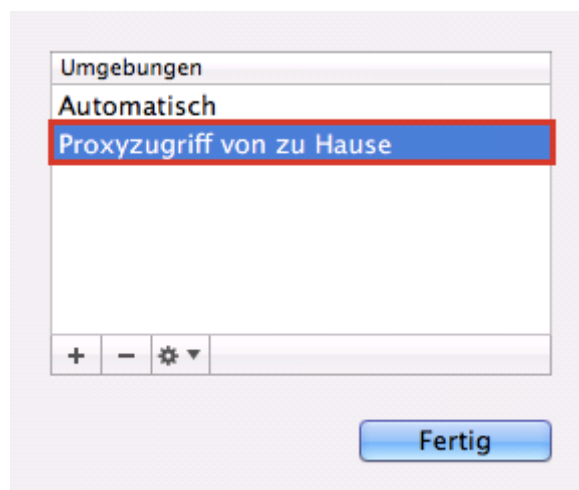 Umgebungen
Automatisch
Proxyzugriff von zu Hause
+ −
Fertig